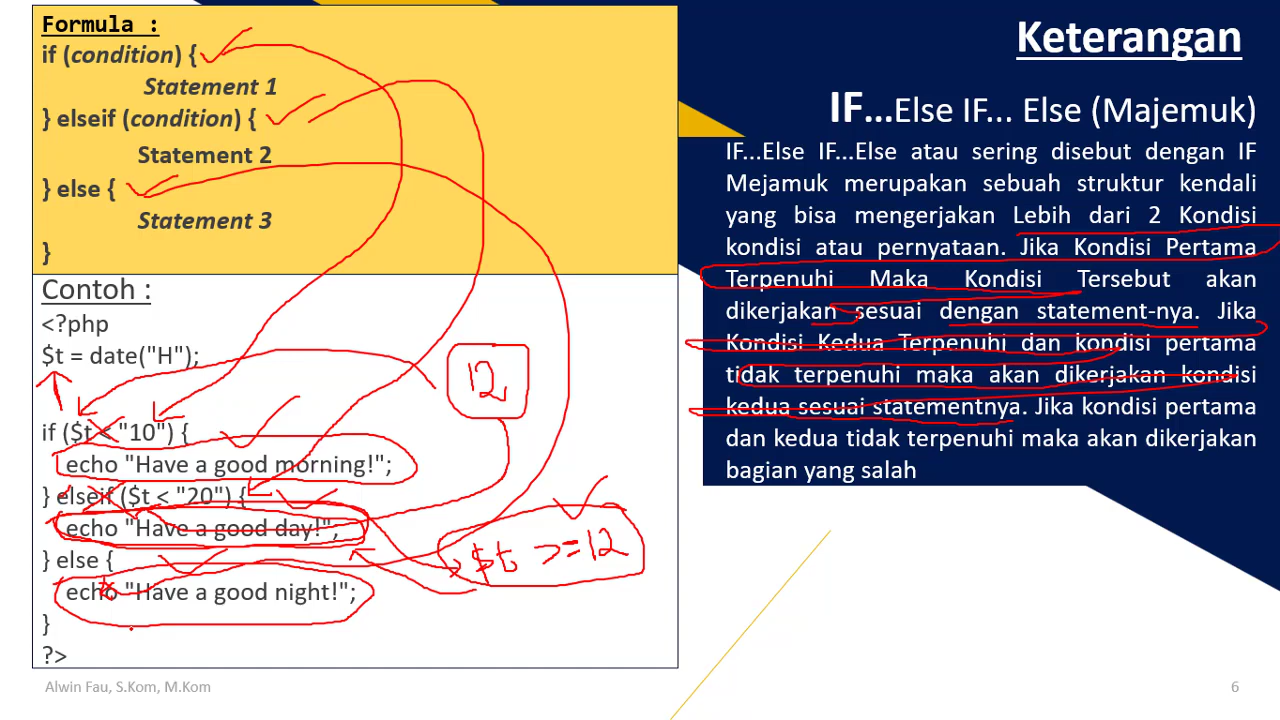 Formula :
if (condition) {
Statement 1
} elseif (condition) {
Statement 2
} else {
Statement 3
}
Contoh :
<?php
$t = date("H");
if ($t < "10") {
echo "Have a good morning!";
} elseif ($t < "20") {
echo "Have a good day!";
} else {
echo "Have a good night!";
}
?>
12
$t >=12
Keterangan
IF...Else IF... Else (Majemuk)
IF...Else IF...Else atau sering disebut dengan IF
Mejamuk merupakan sebuah struktur kendali
yang bisa mengerjakan Lebih dari 2 Kondisi
kondisi atau pernyataan. Jika Kondisi Pertama
Terpenuhi Maka Kondisi Tersebut akan
dikerjakan sesuai dengan statement-nya. Jika
Kondisi Kedua Terpenuhi dan kondisi pertama
tidak terpenuhi maka akan dikerjakan kondisi
kedua sesuai statementnya. Jika kondisi pertama
dan kedua tidak terpenuhi maka akan dikerjakan
bagian yang salah
Alwin Fau, S.Kom, M.Kom
6